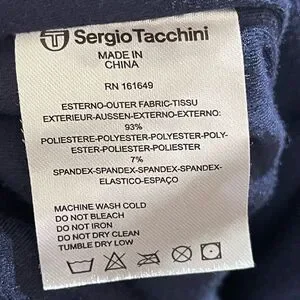 Sergio Tacchini
MADE IN
CHINA
RN 161649
ESTERNO-OUTER FABRIC-TISSU
EXTERIEUR-AUSSEN-EXTERNO-EXTERNO:
93%
POLIESTERE-POLYESTER-POLYESTER-POLY-
ESTER-POLIESTER-POLIESTER
7%
SPANDEX-SPANDEX-SPANDEX-SPANDEX-
ELASTICO-ESPAÇO
MACHINE WASH COLD
DO NOT BLEACH
DO NOT IRON
DO NOT DRY CLEAN
TUMBLE DRY LOW